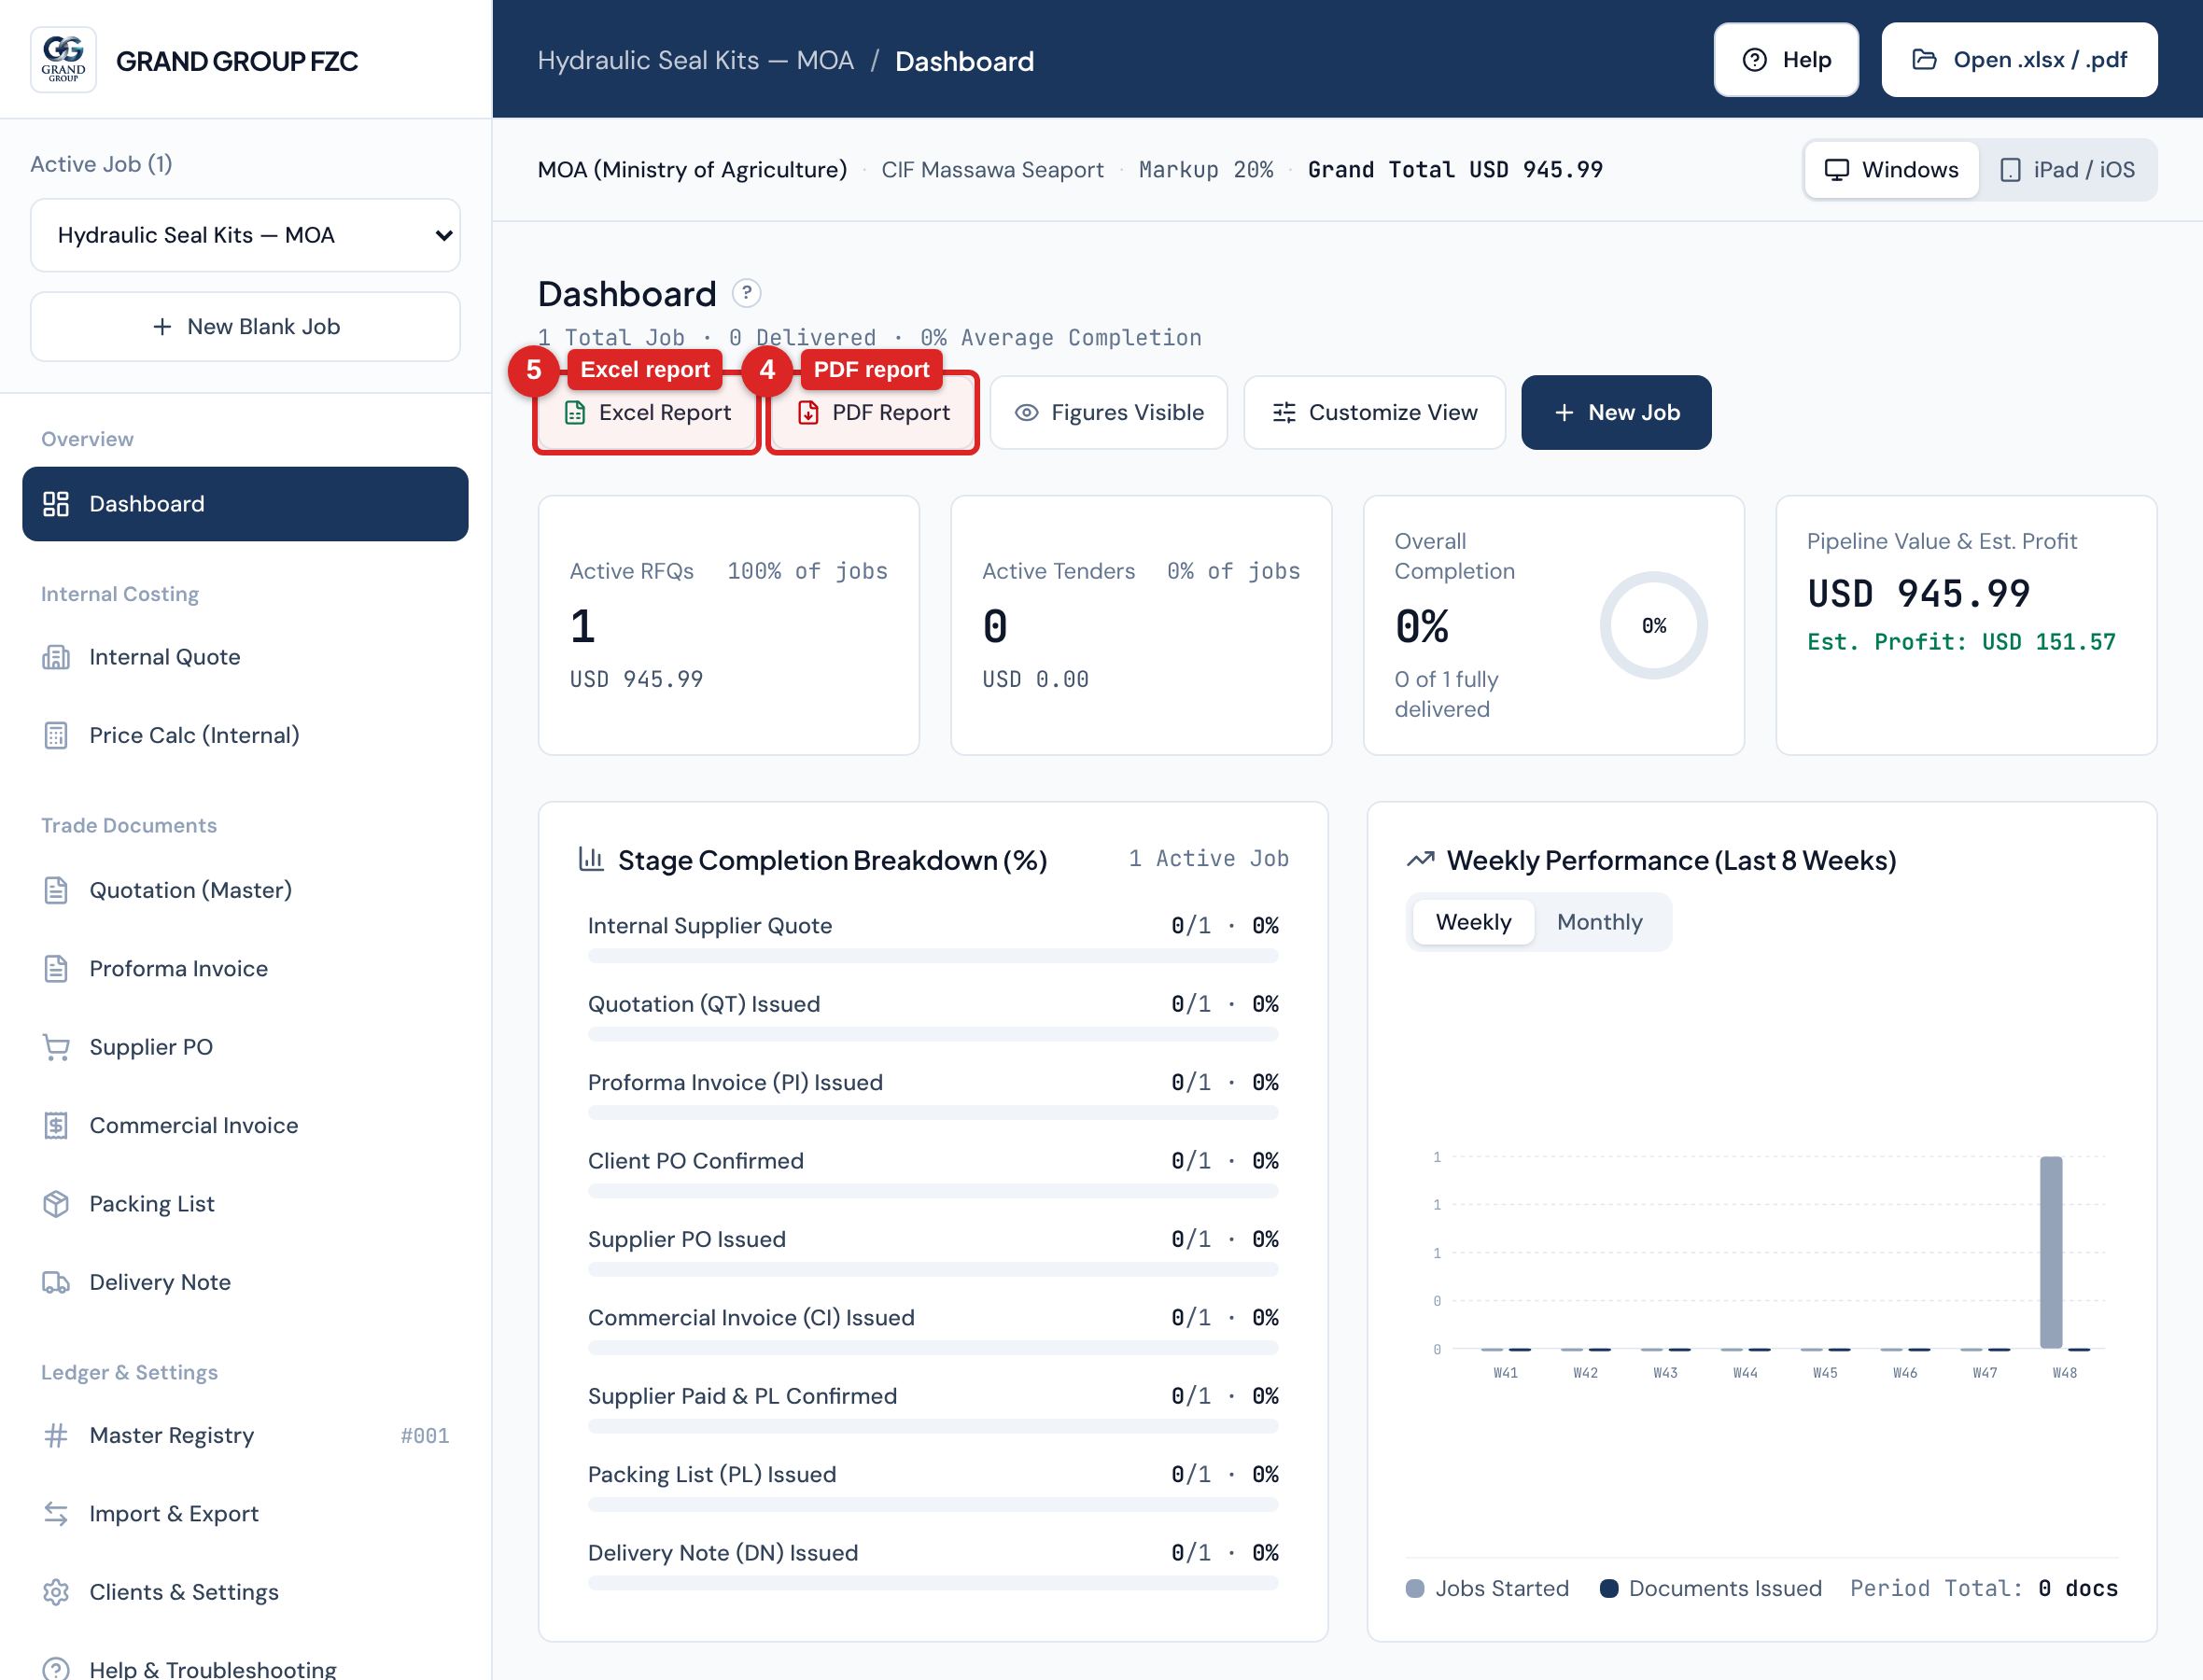 GG
GRAND
GROUP
GRAND GROUP FZC
Hydraulic Seal Kits — MOA / Dashboard
Help
Open .xlsx / .pdf
Active Job (1)
Hydraulic Seal Kits — MOA
New Blank Job
MOA (Ministry of Agriculture) · CIF Massawa Seaport · Markup 20% · Grand Total USD 945.99
Windows
iPad / iOS
Overview
Dashboard
Internal Costing
Internal Quote
Price Calc (Internal)
Trade Documents
Quotation (Master)
Proforma Invoice
Supplier PO
Commercial Invoice
Packing List
Delivery Note
Ledger & Settings
Master Registry #001
Import & Export
Clients & Settings
Help & Troubleshooting
Dashboard ?
1 Total Job · 0 Delivered · 0% Average Completion
5 Excel report
4 PDF report
Excel Report
PDF Report
Figures Visible
Customize View
New Job
Active RFQs 100% of jobs
1
USD 945.99
Active Tenders 0% of jobs
0
USD 0.00
Overall
Completion
0%
0 of 1 fully
delivered
0%
Pipeline Value & Est. Profit
USD 945.99
Est. Profit: USD 151.57
Stage Completion Breakdown (%) 1 Active Job
Internal Supplier Quote 0/1 · 0%
Quotation (QT) Issued 0/1 · 0%
Proforma Invoice (PI) Issued 0/1 · 0%
Client PO Confirmed 0/1 · 0%
Supplier PO Issued 0/1 · 0%
Commercial Invoice (CI) Issued 0/1 · 0%
Supplier Paid & PL Confirmed 0/1 · 0%
Packing List (PL) Issued 0/1 · 0%
Delivery Note (DN) Issued 0/1 · 0%
Weekly Performance (Last 8 Weeks)
Weekly Monthly
1
1
1
0
0
W41 W42 W43 W44 W45 W46 W47 W48
Jobs Started Documents Issued Period Total: 0 docs